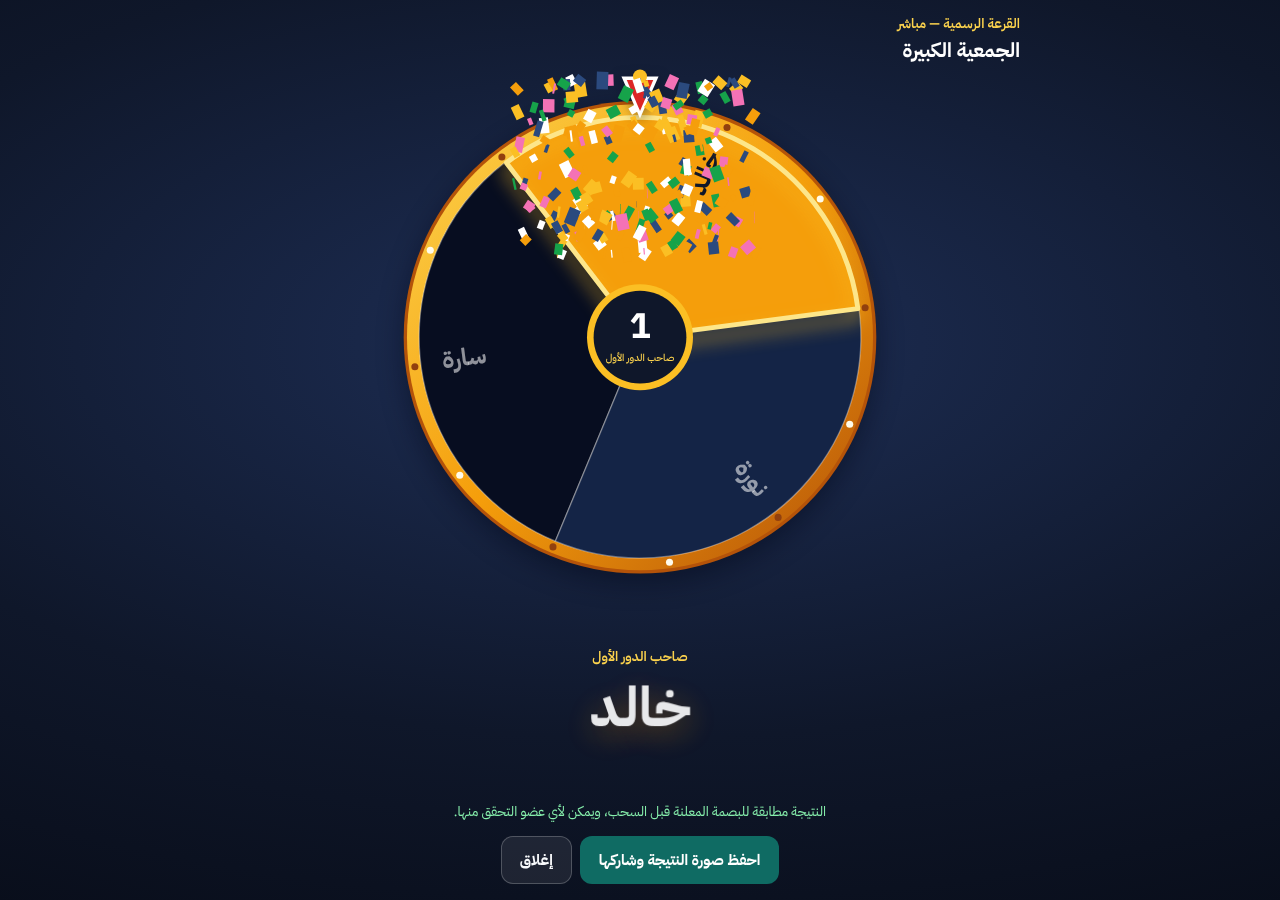 القرعة الرسمية — مباشر
الجمعية الكبيرة
خالد
سارة
نورة
1
صاحب الدور الأول
صاحب الدور الأول
خالد
النتيجة مطابقة للبصمة المعلنة قبل السحب، ويمكن لأي عضو التحقق منها.
احفظ صورة النتيجة وشاركها
إغلاق